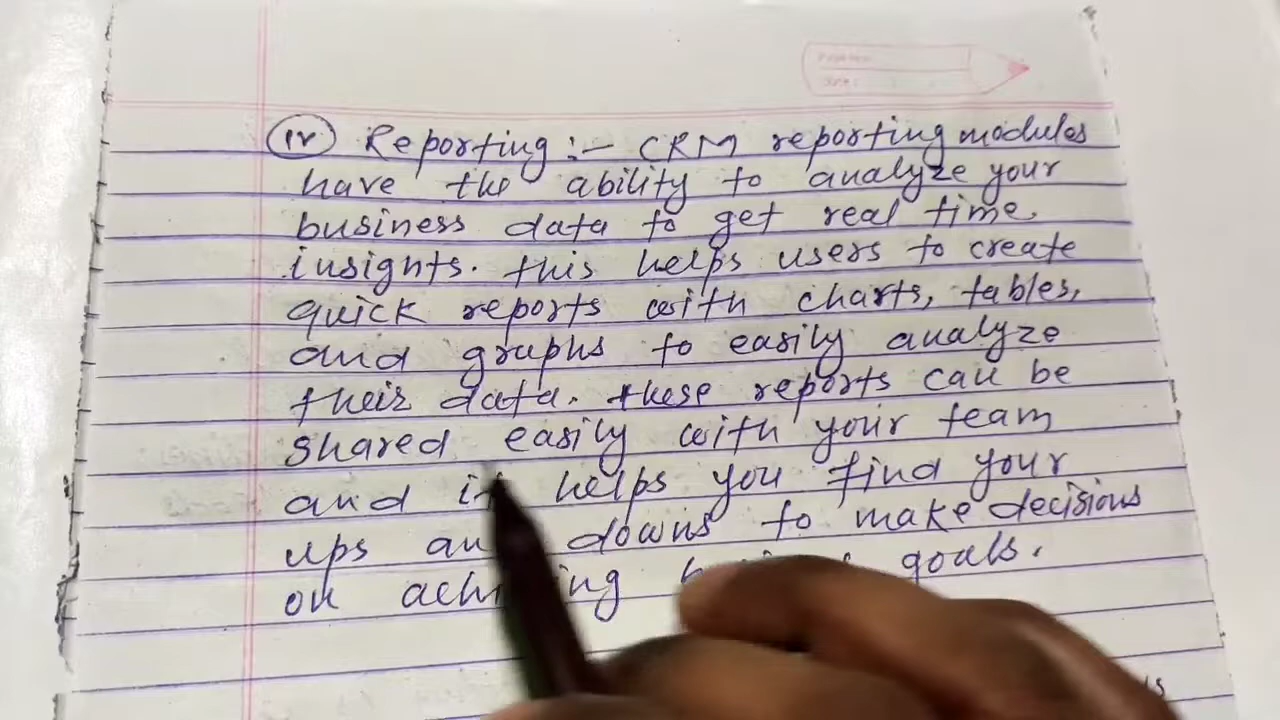 (iv) Reporting :- CRM reporting modules
have the ability to analyze your
business data to get real time
insights. this helps users to create
quick reports with charts, tables,
and graphs to easily analyze
their data. these reports can be
shared easily with your team
and it helps you find your
ups an downs to make decisions
on goals.